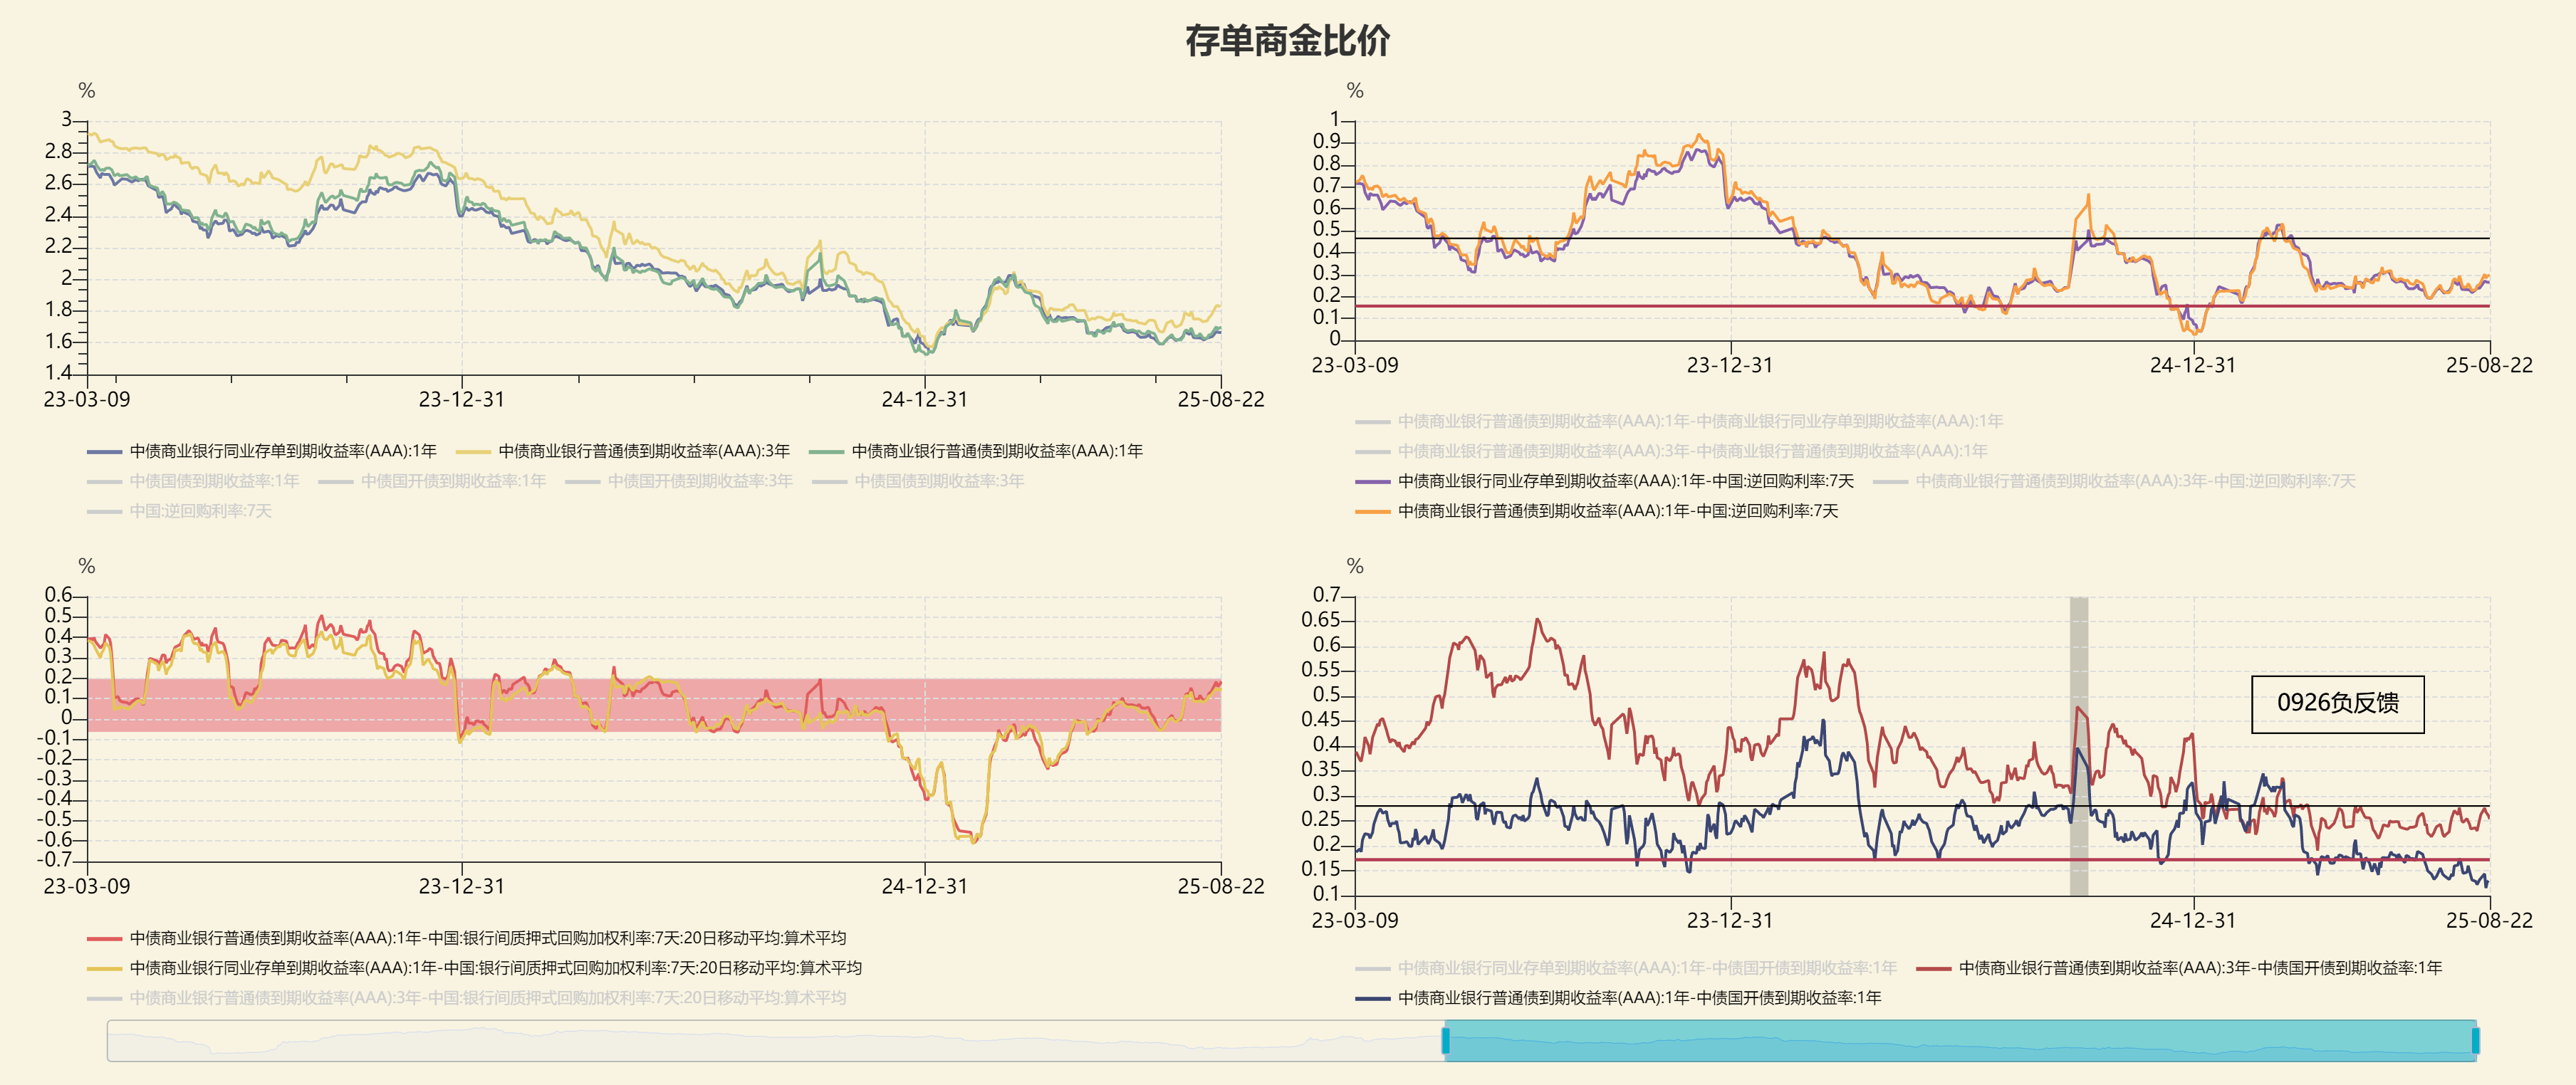 存单商金比价
%
3
2.8
2.6
2.4
2.2
2
1.8
1.6
1.4
23-03-09 23-12-31 24-12-31 25-08-22
中债商业银行同业存单到期收益率(AAA):1年 中债商业银行普通债到期收益率(AAA):3年 中债商业银行普通债到期收益率(AAA):1年
中债国债到期收益率:1年 中债国开债到期收益率:1年 中债国开债到期收益率:3年 中债国债到期收益率:3年
中国:逆回购利率:7天
%
1
0.9
0.8
0.7
0.6
0.5
0.4
0.3
0.2
0.1
0
23-03-09 23-12-31 24-12-31 25-08-22
中债商业银行普通债到期收益率(AAA):1年-中债商业银行同业存单到期收益率(AAA):1年
中债商业银行普通债到期收益率(AAA):3年-中债商业银行普通债到期收益率(AAA):1年
中债商业银行同业存单到期收益率(AAA):1年-中国:逆回购利率:7天 中债商业银行普通债到期收益率(AAA):3年-中国:逆回购利率:7天
中债商业银行普通债到期收益率(AAA):1年-中国:逆回购利率:7天
%
0.6
0.5
0.4
0.3
0.2
0.1
0
-0.1
-0.2
-0.3
-0.4
-0.5
-0.6
-0.7
23-03-09 23-12-31 24-12-31 25-08-22
中债商业银行普通债到期收益率(AAA):1年-中国:银行间质押式回购加权利率:7天:20日移动平均:算术平均
中债商业银行同业存单到期收益率(AAA):1年-中国:银行间质押式回购加权利率:7天:20日移动平均:算术平均
中债商业银行普通债到期收益率(AAA):3年-中国:银行间质押式回购加权利率:7天:20日移动平均:算术平均
%
0.7
0.65
0.6
0.55
0.5
0.45
0.4
0.35
0.3
0.25
0.2
0.15
0.1
0926负反馈
23-03-09 23-12-31 24-12-31 25-08-22
中债商业银行同业存单到期收益率(AAA):1年-中债国开债到期收益率:1年 中债商业银行普通债到期收益率(AAA):3年-中债国开债到期收益率:1年
中债商业银行普通债到期收益率(AAA):1年-中债国开债到期收益率:1年